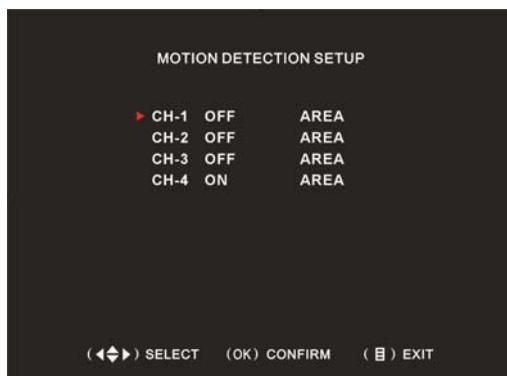 MOTION DETECTION SETUP
CH-1 OFF AREA
CH-2 OFF AREA
CH-3 OFF AREA
CH-4 ON AREA
(◀♦▶) SELECT (OK) CONFIRM (目) EXIT